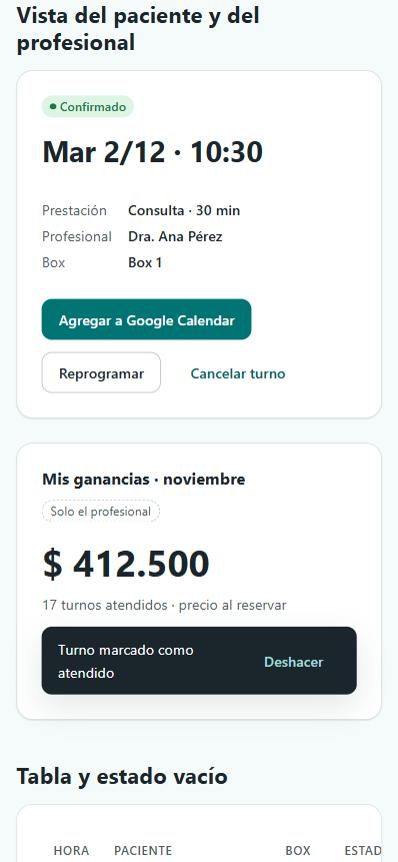 Vista del paciente y del
profesional
Confirmado
Mar 2/12 · 10:30
Prestación Consulta · 30 min
Profesional Dra. Ana Pérez
Box Box 1
Agregar a Google Calendar
Reprogramar Cancelar turno
Mis ganancias · noviembre
Solo el profesional
$ 412.500
17 turnos atendidos · precio al reservar
Turno marcado como
atendido
Deshacer
Tabla y estado vacío
HORA PACIENTE BOX ESTAD